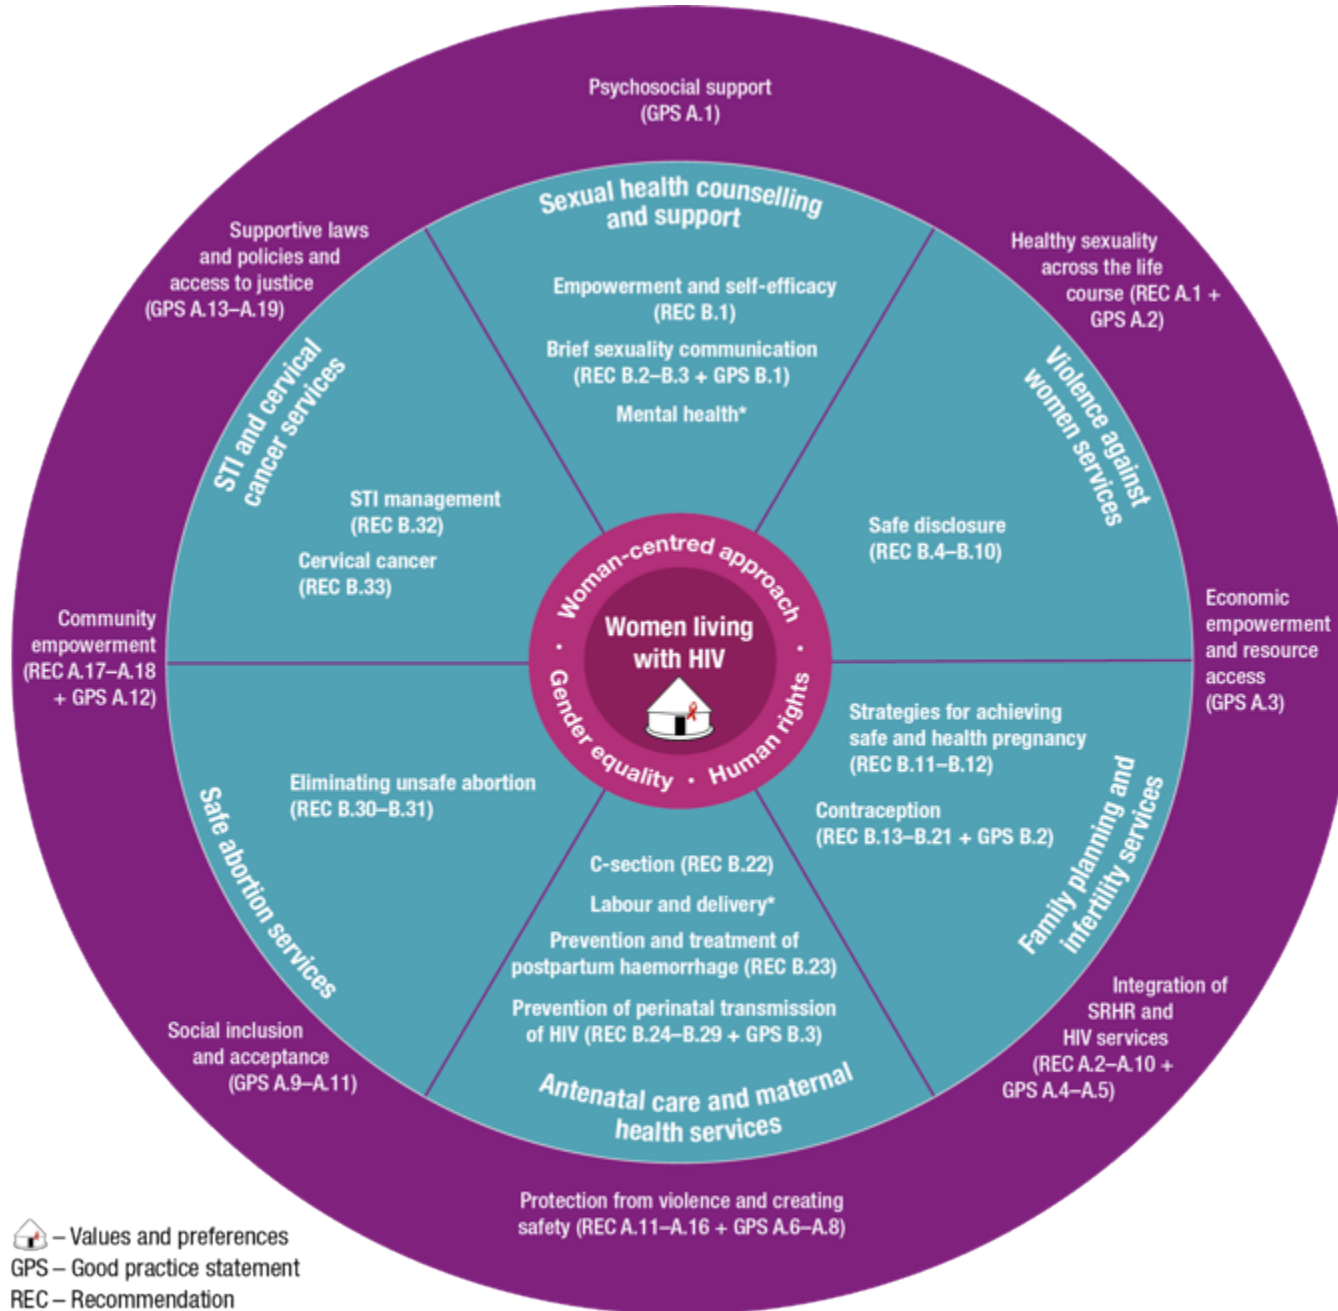 Psychosocial support
(GPS A.1)
Sexual health counselling
and support
Empowerment and self-efficacy
(REC B.1)
Brief sexuality communication
(REC B.2–B.3 + GPS B.1)
Mental health*
Healthy sexuality
across the life
course (REC A.1 +
GPS A.2)
Violence against
women services
Safe disclosure
(REC B.4–B.10)
Economic
empowerment
and resource
access
(GPS A.3)
Strategies for achieving
safe and health pregnancy
(REC B.11–B.12)
Contraception
(REC B.13–B.21 + GPS B.2)
Family planning and
infertility services
Integration of
SRHR and
HIV services
(REC A.2–A.10 +
GPS A.4–A.5)
C-section (REC B.22)
Labour and delivery*
Prevention and treatment of
postpartum haemorrhage (REC B.23)
Prevention of perinatal transmission
of HIV (REC B.24–B.29 + GPS B.3)
Antenatal care and maternal
health services
Protection from violence and creating
safety (REC A.11–A.16 + GPS A.6–A.8)
Eliminating unsafe abortion
(REC B.30–B.31)
Safe abortion services
Social inclusion
and acceptance
(GPS A.9–A.11)
Community
empowerment
(REC A.17–A.18
+ GPS A.12)
STI and cervical
cancer services
STI management
(REC B.32)
Cervical cancer
(REC B.33)
Supportive laws
and policies and
access to justice
(GPS A.13–A.19)
Woman-centred approach
· Human rights ·
Gender equality ·
Women living
with HIV
– Values and preferences
GPS – Good practice statement
REC – Recommendation